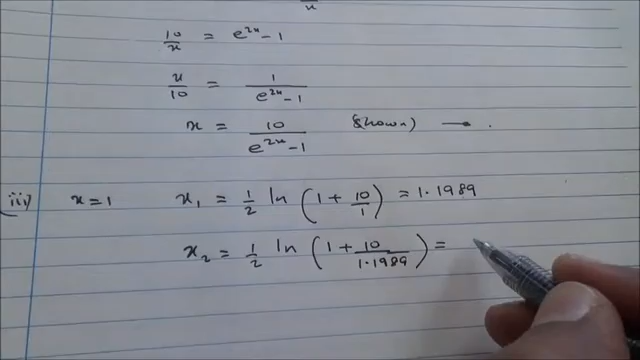 x
10/x = e^2x - 1
x/10 = 1/(e^2x - 1)
x = 10/(e^2x - 1) (Shown) → .
(iii) x = 1 x₁ = 1/2 ln (1 + 10/1) = 1.1989
x₂ = 1/2 ln (1 + 10/1.1989) =